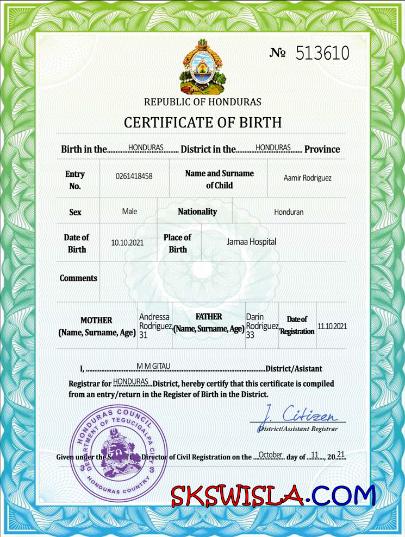 № 513610
REPUBLIC OF HONDURAS
CERTIFICATE OF BIRTH
Birth in the......HONDURAS...... District in the......HONDURAS...... Province
Entry No. 0261418458 Name and Surname of Child Aamir Rodriguez
Sex Male Nationality Honduran
Date of Birth 10.10.2021 Place of Birth Jamaa Hospital
Comments
MOTHER (Name, Surname, Age) Andressa Rodriguez, 31 FATHER (Name, Surname, Age) Darin Rodriguez, 33 Date of Registration 11.10.2021
I, ......M M GITAU......District/Asistant
Registrar for HONDURAS...District, hereby certify that this certificate is compiled
from an entry/return in the Register of Birth in the District.
J. Citizen
District/Assistant Registrar
HONDURAS COUNCIL
DEPARTMENT OF TEGUCIGALPA CITY
HONDURAS COUNTRY
Given under the Seal of the Director of Civil Registration on the October day of 11, 2021
SKSWISLA.COM